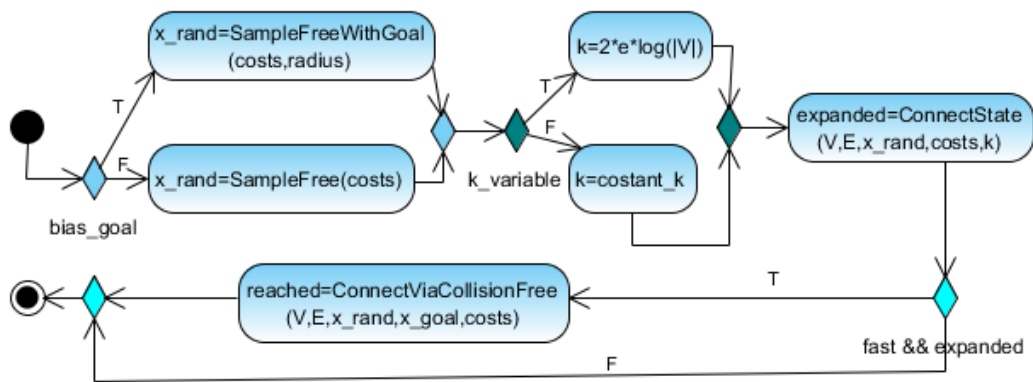 x_rand=SampleFreeWithGoal
(costs,radius)
T
F
x_rand=SampleFree(costs)
bias_goal
k=2*e*log(|V|)
T
F
k_variable
k=costant_k
expanded=ConnectState
(V,E,x_rand,costs,k)
reached=ConnectViaCollisionFree
(V,E,x_rand,x_goal,costs)
T
fast && expanded
F